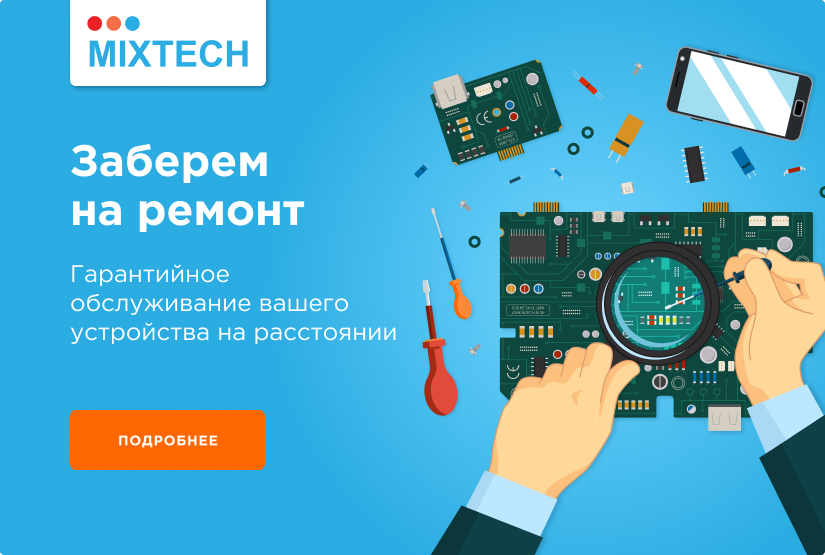 MIXTECH
Заберем
на ремонт
Гарантийное
обслуживание вашего
устройства на расстоянии
ПОДРОБНЕЕ